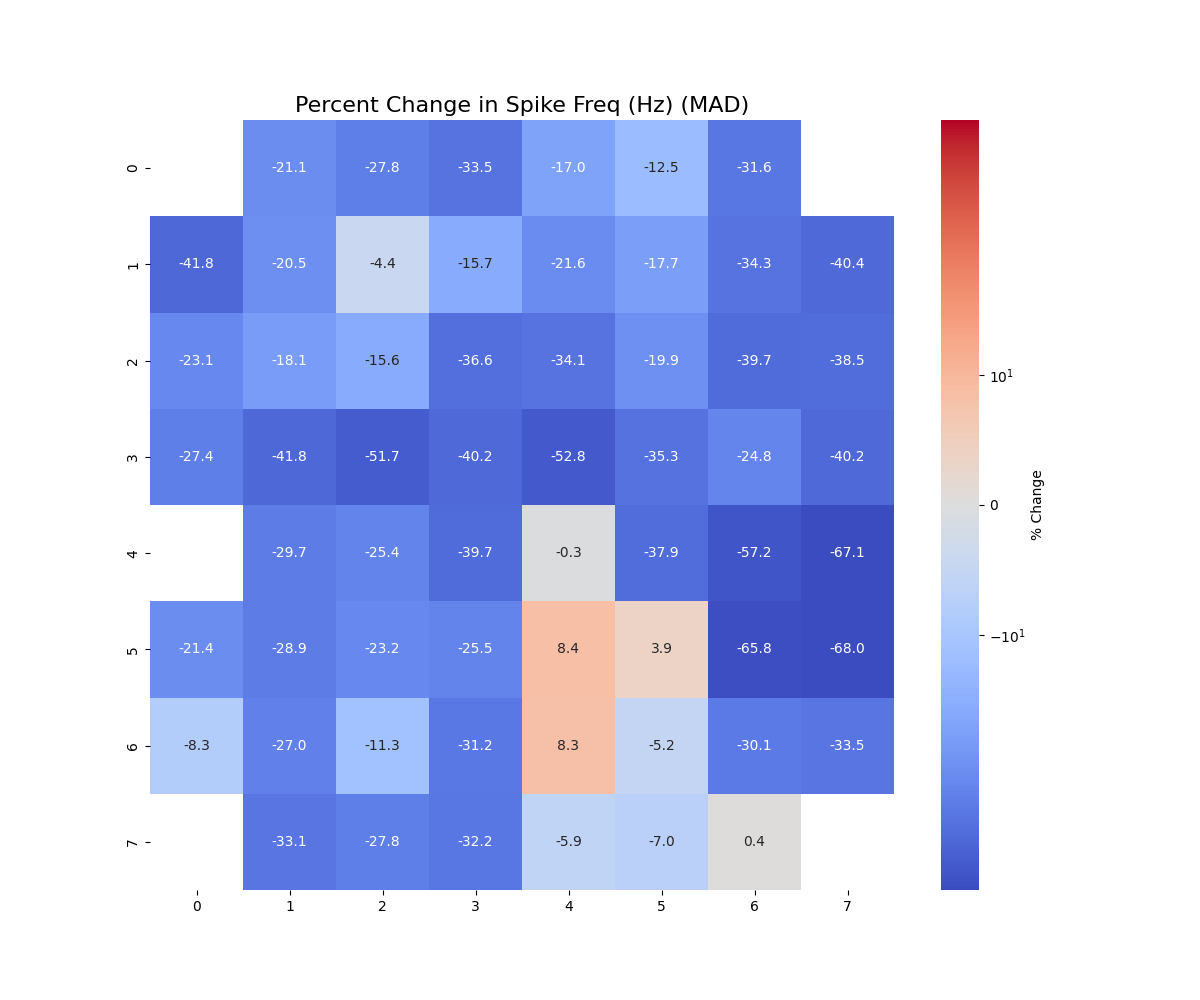 Percent Change in Spike Freq (Hz) (MAD)
0 -21.1 -27.8 -33.5 -17.0 -12.5 -31.6
1 -41.8 -20.5 -4.4 -15.7 -21.6 -17.7 -34.3 -40.4
2 -23.1 -18.1 -15.6 -36.6 -34.1 -19.9 -39.7 -38.5
3 -27.4 -41.8 -51.7 -40.2 -52.8 -35.3 -24.8 -40.2
4 -29.7 -25.4 -39.7 -0.3 -37.9 -57.2 -67.1
5 -21.4 -28.9 -23.2 -25.5 8.4 3.9 -65.8 -68.0
6 -8.3 -27.0 -11.3 -31.2 8.3 -5.2 -30.1 -33.5
7 -33.1 -27.8 -32.2 -5.9 -7.0 0.4
0 1 2 3 4 5 6 7
10¹
0
−10¹
% Change